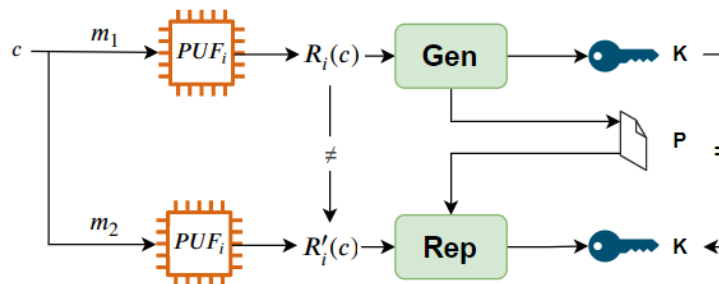 c m₁ PUFᵢ Rᵢ(c) Gen K
≠ P =
m₂ PUFᵢ R′ᵢ(c) Rep K